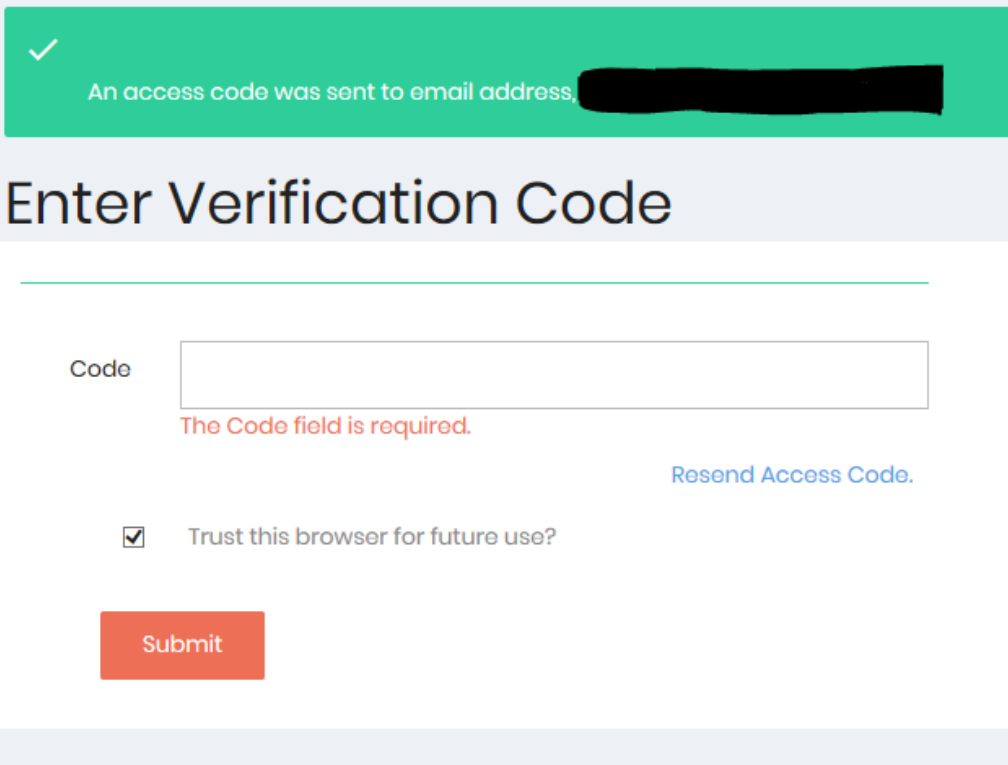 An access code was sent to email address,
Enter Verification Code
Code
The Code field is required.
Resend Access Code.
Trust this browser for future use?
Submit